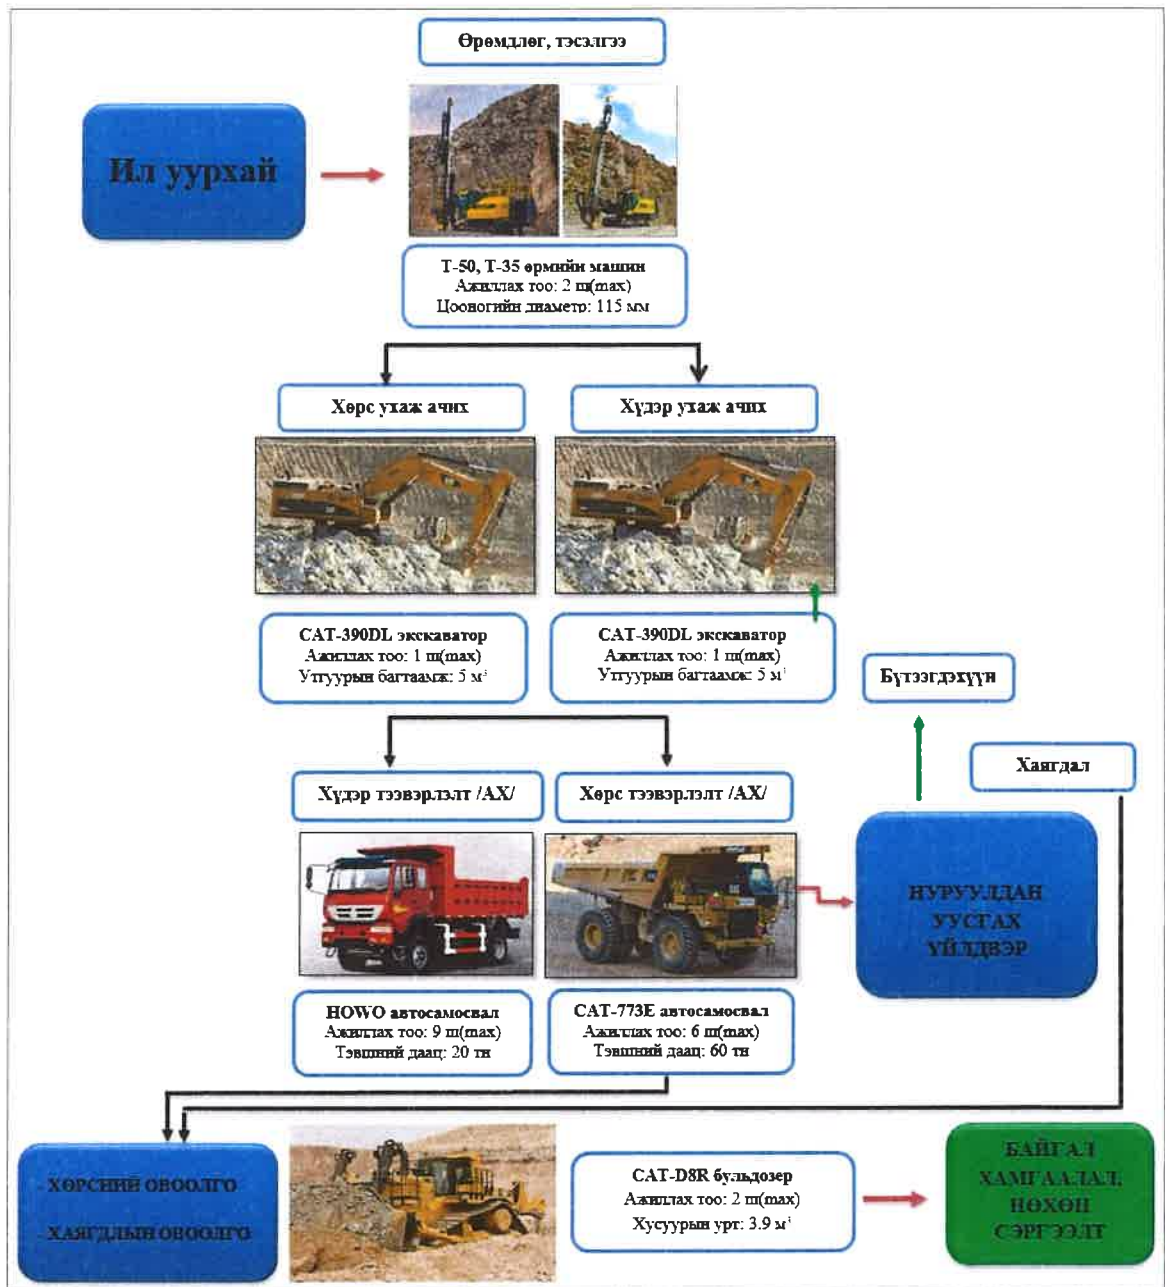 Өрөмдлөг, тэсэлгээ
Ил уурхай
Т-50, Т-35 өрмийн машин
Ажиллах тоо: 2 ш(max)
Цооногийн диаметр: 115 мм
Хөрс ухаж ачих
Хүдэр ухаж ачих
CAT-390DL экскаватор
Ажиллах тоо: 1 ш(max)
Утгуурын багтаамж: 5 м³
CAT-390DL экскаватор
Ажиллах тоо: 1 ш(max)
Утгуурын багтаамж: 5 м³
Бүтээгдэхүүн
Хаягдал
Хүдэр тээвэрлэлт /АХ/
Хөрс тээвэрлэлт /АХ/
НУРУУЛДАН
УУСГАХ
ҮЙЛДВЭР
HOWO автосамосвал
Ажиллах тоо: 9 ш(max)
Тэвшний даац: 20 тн
CAT-773E автосамосвал
Ажиллах тоо: 6 ш(max)
Тэвшний даац: 60 тн
- ХӨРСНИЙ ОВООЛГО
- ХАЯГДЛЫН ОВООЛГО
CAT-D8R бульдозер
Ажиллах тоо: 2 ш(max)
Хусуурын урт: 3.9 м³
БАЙГАЛ
ХАМГААЛАЛ,
НӨХӨН
СЭРГЭЭЛТ